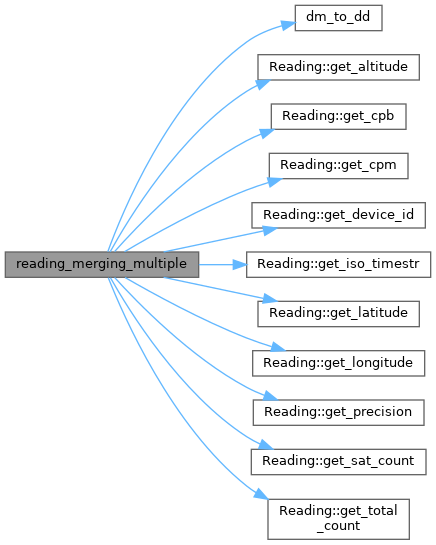 dm_to_dd
Reading::get_altitude
Reading::get_cpb
Reading::get_cpm
Reading::get_device_id
reading_merging_multiple
Reading::get_iso_timestr
Reading::get_latitude
Reading::get_longitude
Reading::get_precision
Reading::get_sat_count
Reading::get_total
_count